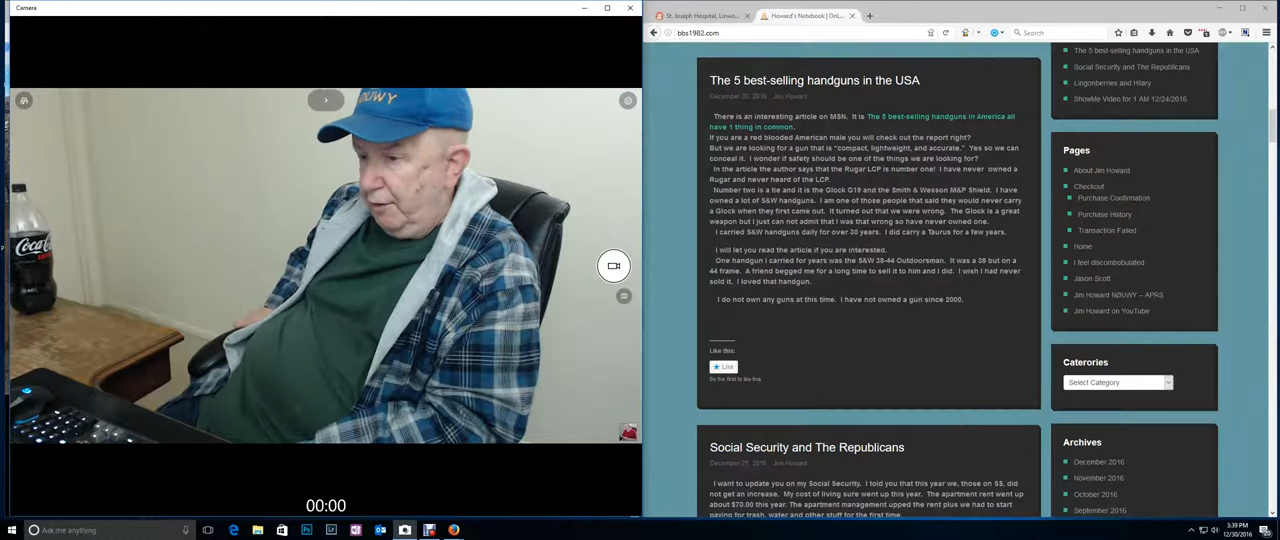 Camera
NØUWY
Coca-Cola
00:00
St. Joseph Hospital, Linwo...
Howard's Notebook | OnL...
bbs1982.com
Search
The 5 best-selling handguns in the USA
December 30, 2016 Jim Howard
There is an interesting article on MSN. It is The 5 best-selling handguns in America all
have 1 thing in common.
If you are a red blooded American male you will check out the report right?
But we are looking for a gun that is “compact, lightweight, and accurate.” Yes so we can
conceal it. I wonder if safety should be one of the things we are looking for?
In the article the author says that the Rugar LCP is number one! I have never owned a
Rugar and never heard of the LCP.
Number two is a tie and it is the Glock G19 and the Smith & Wesson M&P Shield. I have
owned a lot of S&W handguns. I am one of those people that said they would never carry
a Glock when they first came out. It turned out that we were wrong. The Glock is a great
weapon but I just can not admit that I was that wrong so have never owned one.
I carried S&W handguns daily for over 30 years. I did carry a Taurus for a few years.
I will let you read the article if you are interested.
One handgun I carried for years was the S&W 38-44 Outdoorsman. It was a 38 but on a
44 frame. A friend begged me for a long time to sell it to him and I did. I wish I had never
sold it. I loved that handgun.
I do not own any guns at this time. I have not owned a gun since 2000.
Like this:
Like
Be the first to like this.
Social Security and The Republicans
December 29, 2016 Jim Howard
I want to update you on my Social Security. I told you that this year we, those on SS, did
not get an increase. My cost of living sure went up this year. The apartment rent went up
about $70.00 this year. The apartment management upped the rent plus we had to start
paying for trash, water and other stuff for the first time.
The 5 best-selling handguns in the USA
Social Security and The Republicans
Lingonberries and Hilary
ShowMe Video for 1 AM 12/24/2016
Pages
About Jim Howard
Checkout
Purchase Confirmation
Purchase History
Transaction Failed
Home
I feel discombobulated
Jason Scott
Jim Howard NØUWY – APRS
Jim Howard on YouTube
Caterories
Select Category
Archives
December 2016
November 2016
October 2016
September 2016
Ask me anything
3:39 PM
12/30/2016